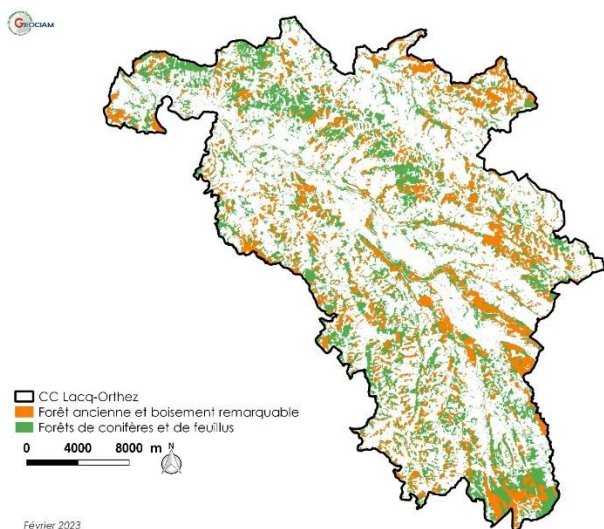 GEOCIAM
CC Lacq-Orthez
Forêt ancienne et boisement remarquable
Forêts de conifères et de feuillus
0 4000 8000 m N
Février 2023